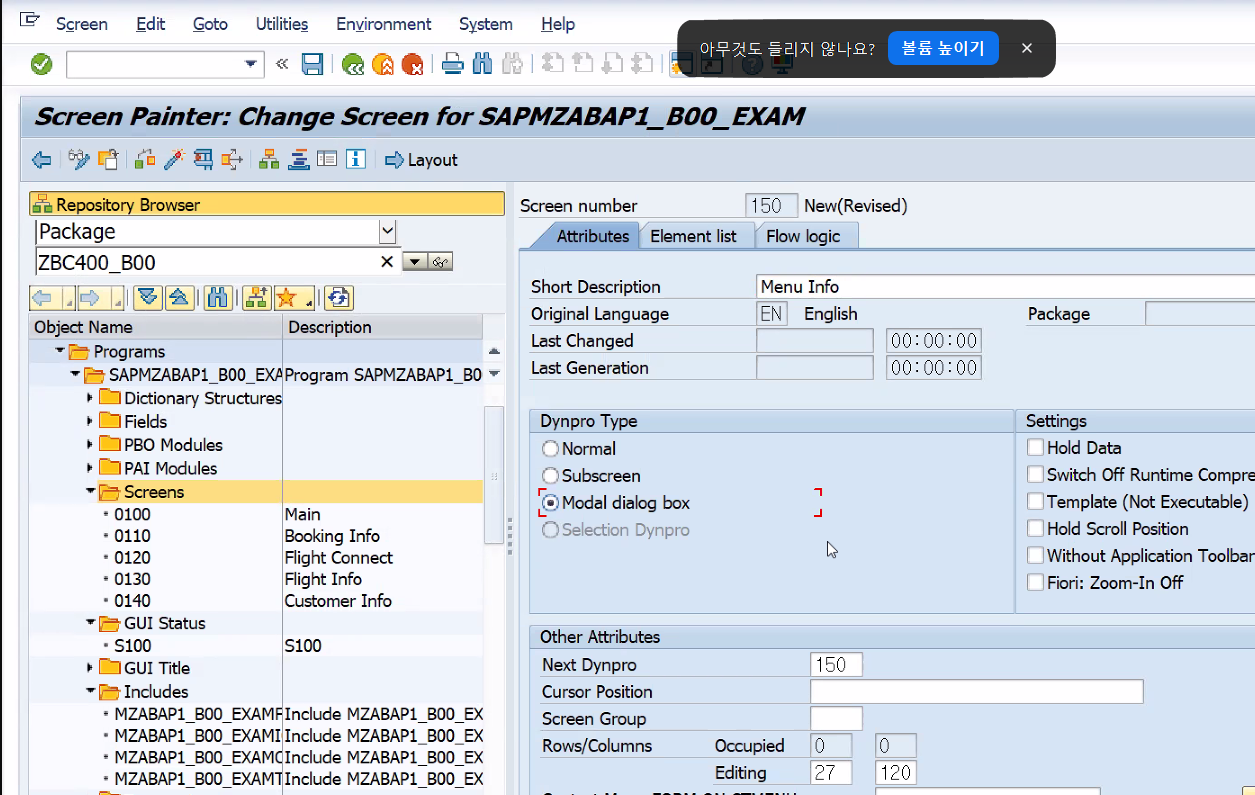 Screen Edit Goto Utilities Environment System Help
아무것도 들리지 않나요? 볼륨 높이기
Screen Painter: Change Screen for SAPMZABAP1_B00_EXAM
Layout
Repository Browser
Package
ZBC400_B00
Object Name Description
Programs
SAPMZABAP1_B00_EXA Program SAPMZABAP1_B0
Dictionary Structures
Fields
PBO Modules
PAI Modules
Screens
0100 Main
0110 Booking Info
0120 Flight Connect
0130 Flight Info
0140 Customer Info
GUI Status
S100 S100
GUI Title
Includes
MZABAP1_B00_EXAMF Include MZABAP1_B00_EX
MZABAP1_B00_EXAMI Include MZABAP1_B00_EX
MZABAP1_B00_EXAMO Include MZABAP1_B00_EX
MZABAP1_B00_EXAMT Include MZABAP1_B00_EX
Screen number 150 New(Revised)
Attributes Element list Flow logic
Short Description Menu Info
Original Language EN English Package
Last Changed 00:00:00
Last Generation 00:00:00
Dynpro Type
Normal
Subscreen
Modal dialog box
Selection Dynpro
Settings
Hold Data
Switch Off Runtime Compre
Template (Not Executable)
Hold Scroll Position
Without Application Toolbar
Fiori: Zoom-In Off
Other Attributes
Next Dynpro 150
Cursor Position
Screen Group
Rows/Columns Occupied 0 0
Editing 27 120